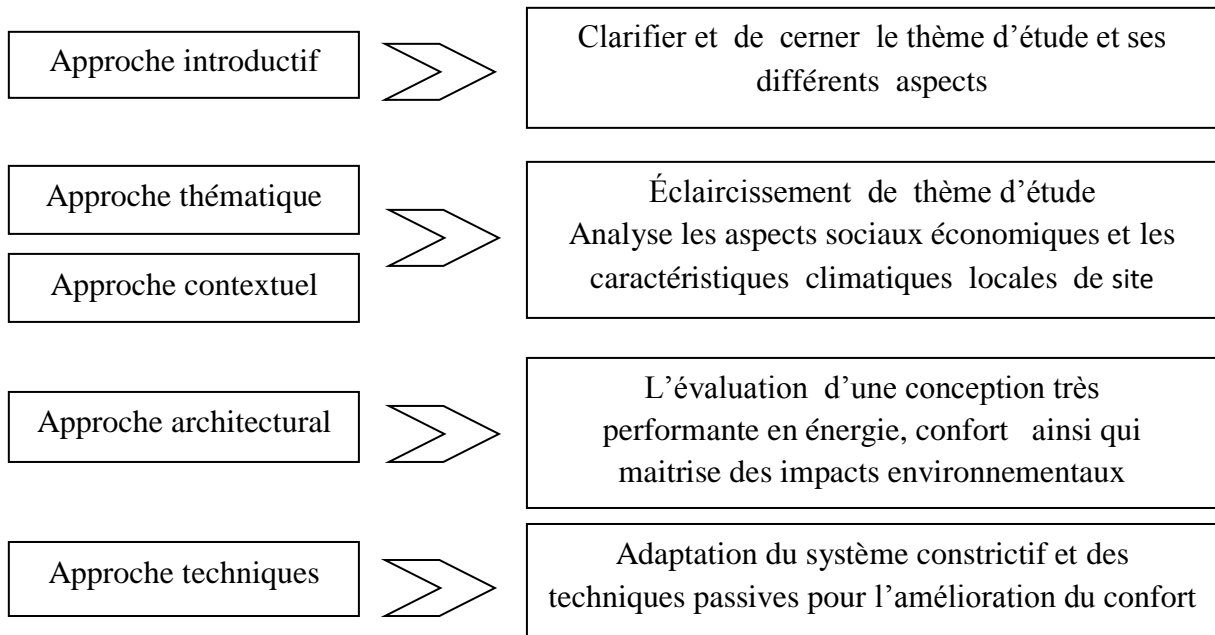 Approche introductif
Clarifier et de cerner le thème d’étude et ses
différents aspects
Approche thématique
Approche contextuel
Éclaircissement de thème d’étude
Analyse les aspects sociaux économiques et les
caractéristiques climatiques locales de site
Approche architectural
L’évaluation d’une conception très
performante en énergie, confort ainsi qui
maitrise des impacts environnementaux
Approche techniques
Adaptation du système constrictif et des
techniques passives pour l’amélioration du confort